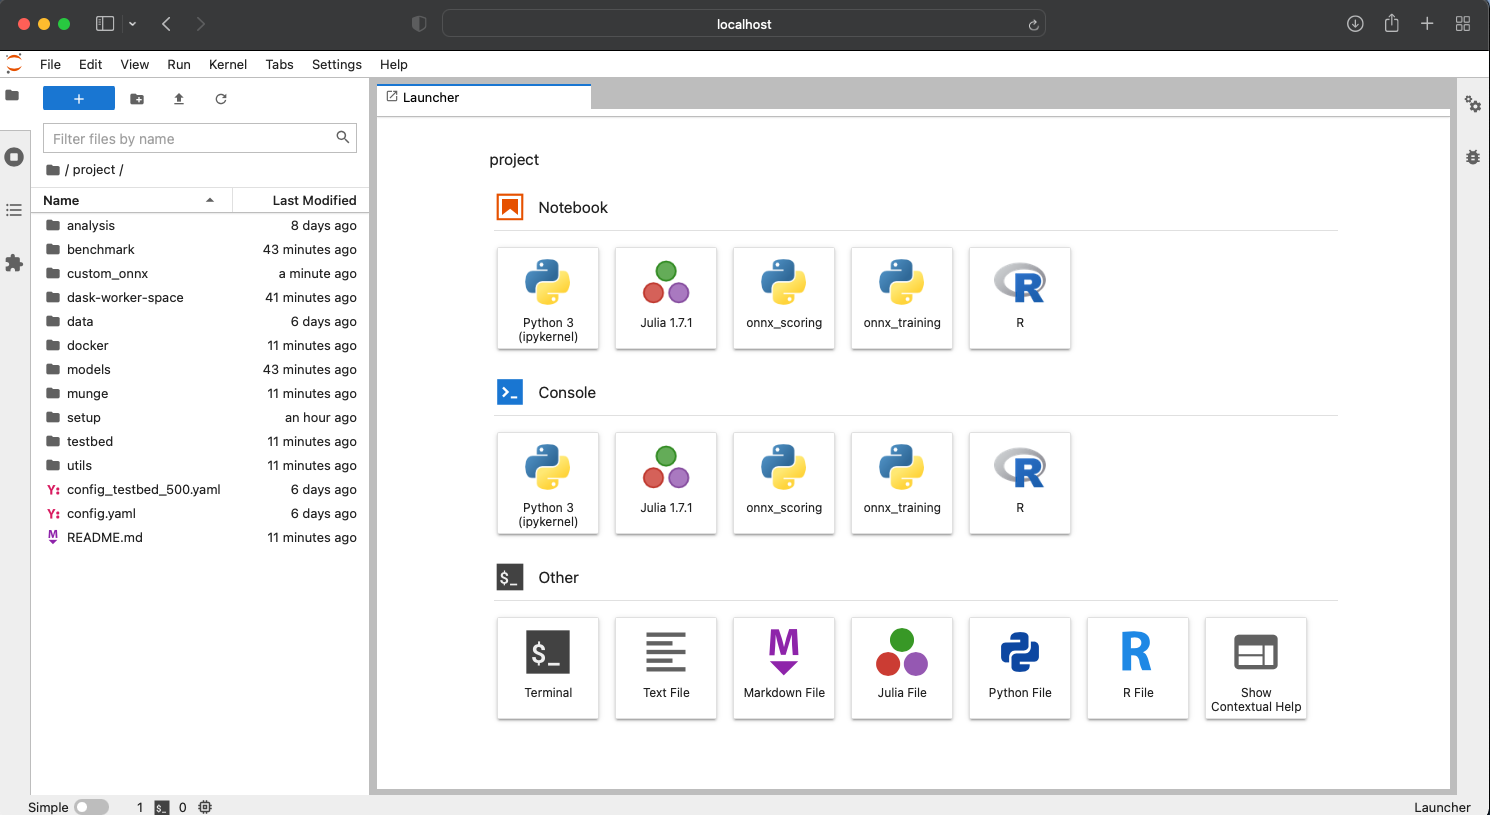 localhost
File Edit View Run Kernel Tabs Settings Help
+
Filter files by name
/ project /
Name Last Modified
analysis 8 days ago
benchmark 43 minutes ago
custom_onnx a minute ago
dask-worker-space 41 minutes ago
data 6 days ago
docker 11 minutes ago
models 43 minutes ago
munge 11 minutes ago
setup an hour ago
testbed 11 minutes ago
utils 11 minutes ago
Y: config_testbed_500.yaml 6 days ago
Y: config.yaml 6 days ago
M README.md 11 minutes ago
Launcher
project
Notebook
Python 3 (ipykernel)
Julia 1.7.1
onnx_scoring
onnx_training
R
R
>_ Console
Python 3 (ipykernel)
Julia 1.7.1
onnx_scoring
onnx_training
R
R
$_ Other
$_
Terminal
Text File
M
Markdown File
Julia File
Python File
R
R File
Show
Contextual Help
Simple 1 $_ 0
Launcher